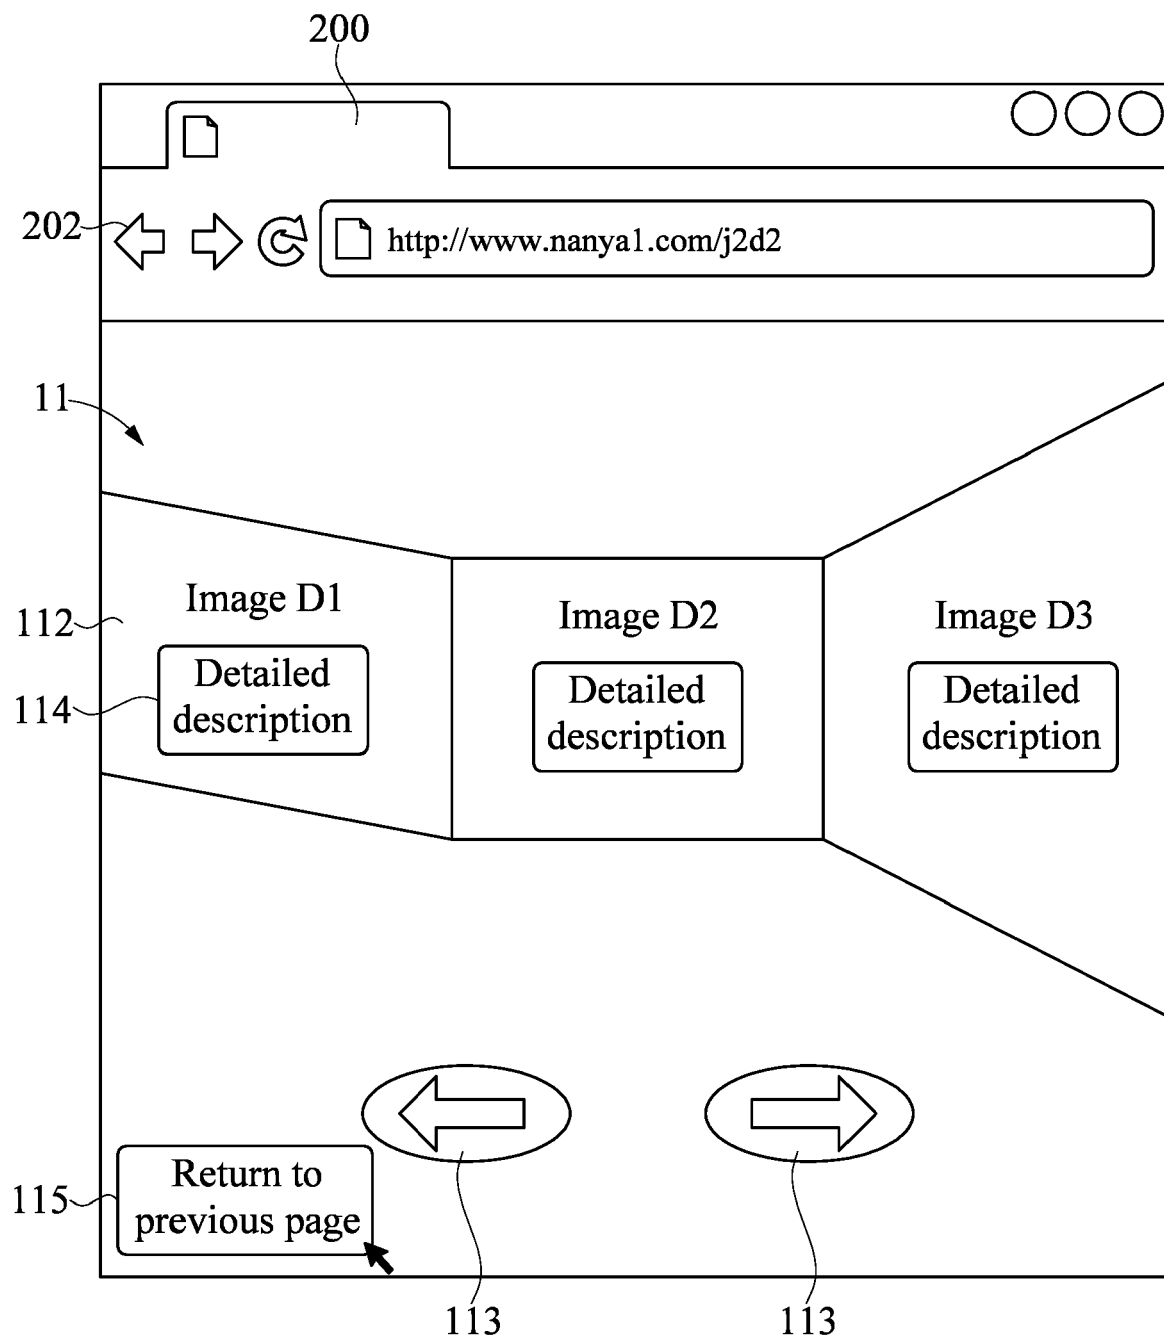 200
202
http://www.nanya1.com/j2d2
11
Image D1
Image D2
Image D3
112
Detailed
description
Detailed
description
Detailed
description
114
Return to
previous page
115
113
113